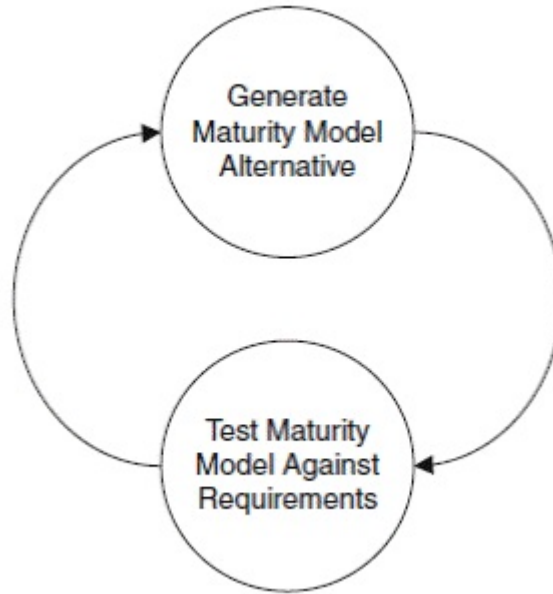 Generate
Maturity Model
Alternative
Test Maturity
Model Against
Requirements